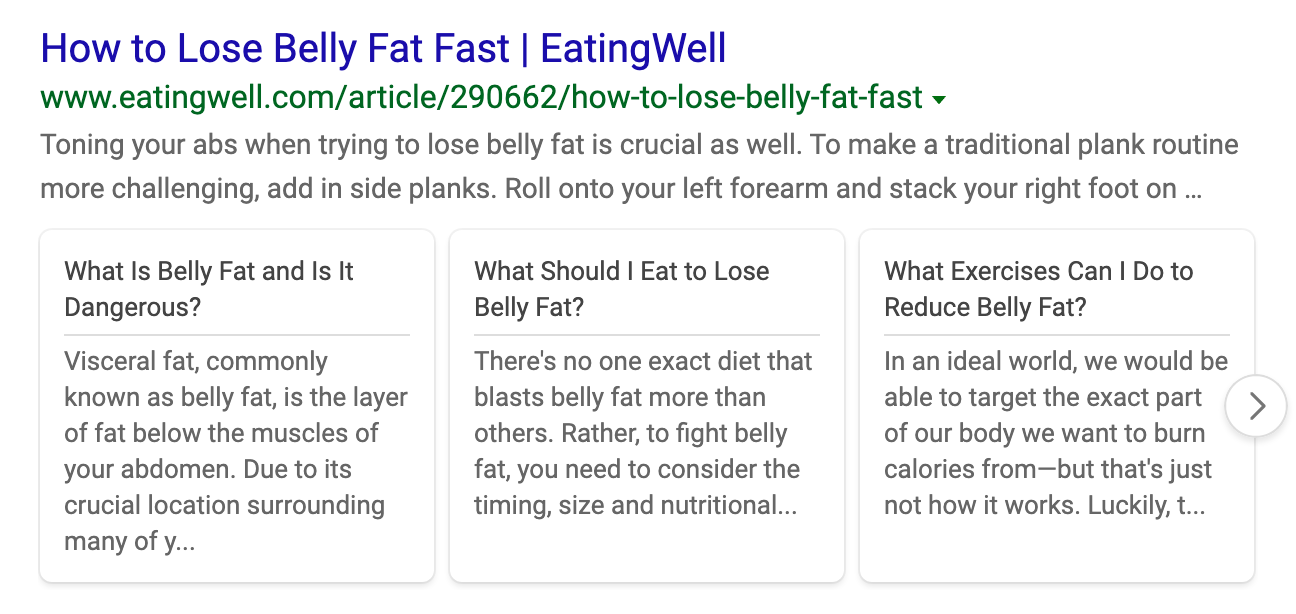 How to Lose Belly Fat Fast | EatingWell
www.eatingwell.com/article/290662/how-to-lose-belly-fat-fast
Toning your abs when trying to lose belly fat is crucial as well. To make a traditional plank routine
more challenging, add in side planks. Roll onto your left forearm and stack your right foot on ...
What Is Belly Fat and Is It
Dangerous?
Visceral fat, commonly
known as belly fat, is the layer
of fat below the muscles of
your abdomen. Due to its
crucial location surrounding
many of y...
What Should I Eat to Lose
Belly Fat?
There's no one exact diet that
blasts belly fat more than
others. Rather, to fight belly
fat, you need to consider the
timing, size and nutritional...
What Exercises Can I Do to
Reduce Belly Fat?
In an ideal world, we would be
able to target the exact part
of our body we want to burn
calories from—but that's just
not how it works. Luckily, t...